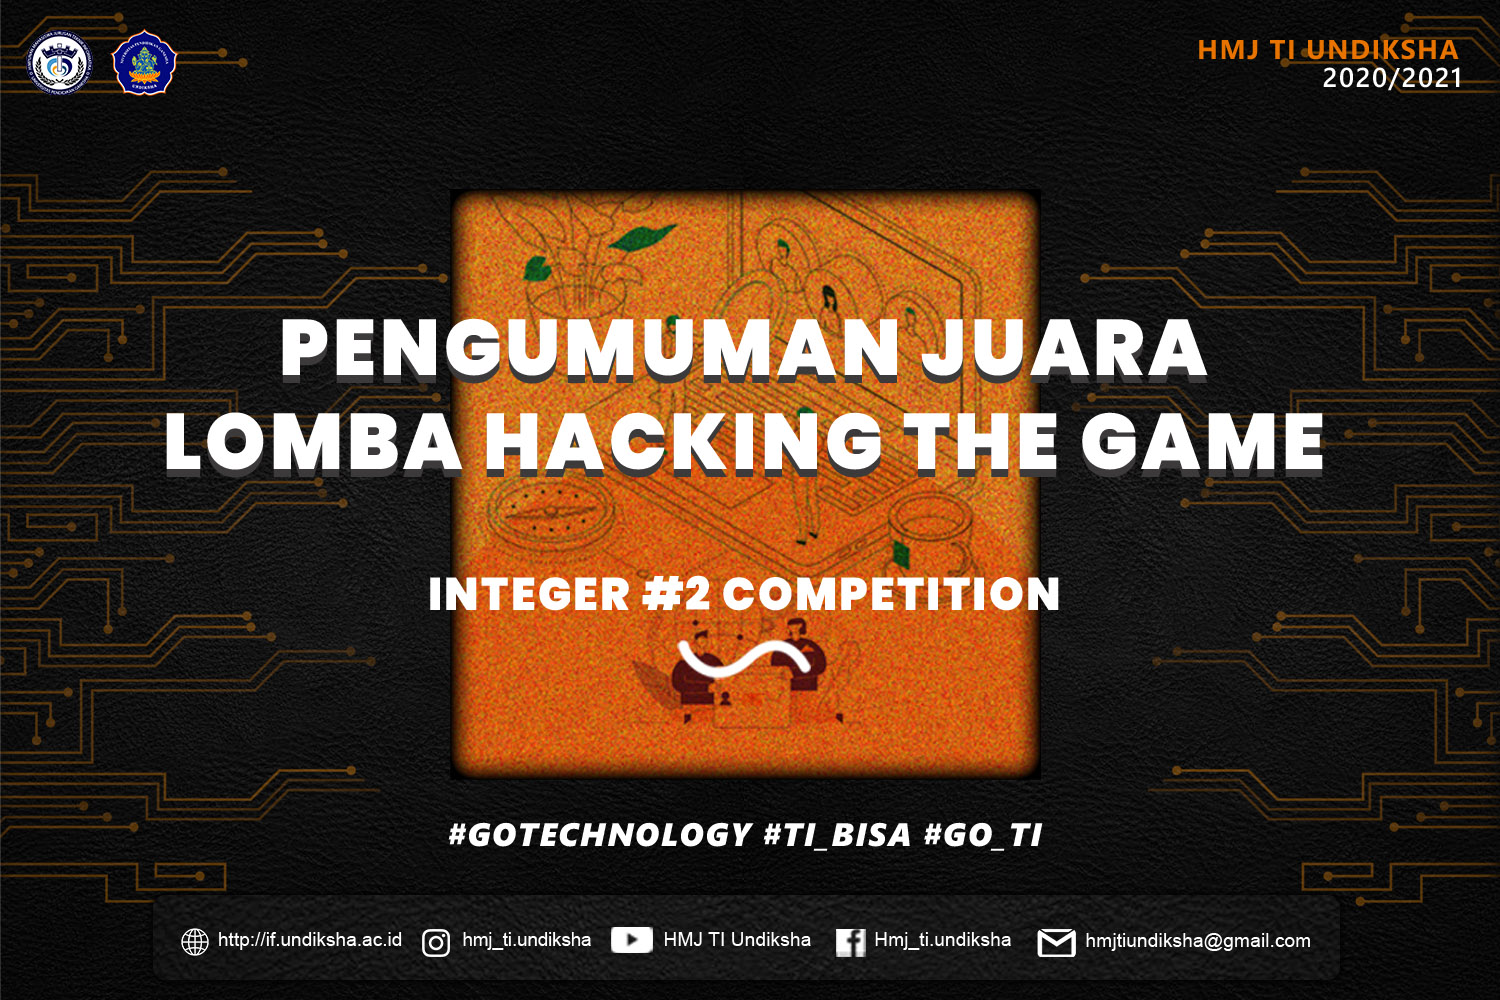 HMJ TI UNDIKSHA
2020/2021
PENGUMUMAN JUARA
LOMBA HACKING THE GAME
INTEGER #2 COMPETITION
#GOTECHNOLOGY #TI_BISA #GO_TI
http://if.undiksha.ac.id hmj_ti.undiksha HMJ TI Undiksha Hmj_ti.undiksha hmjtiundiksha@gmail.com